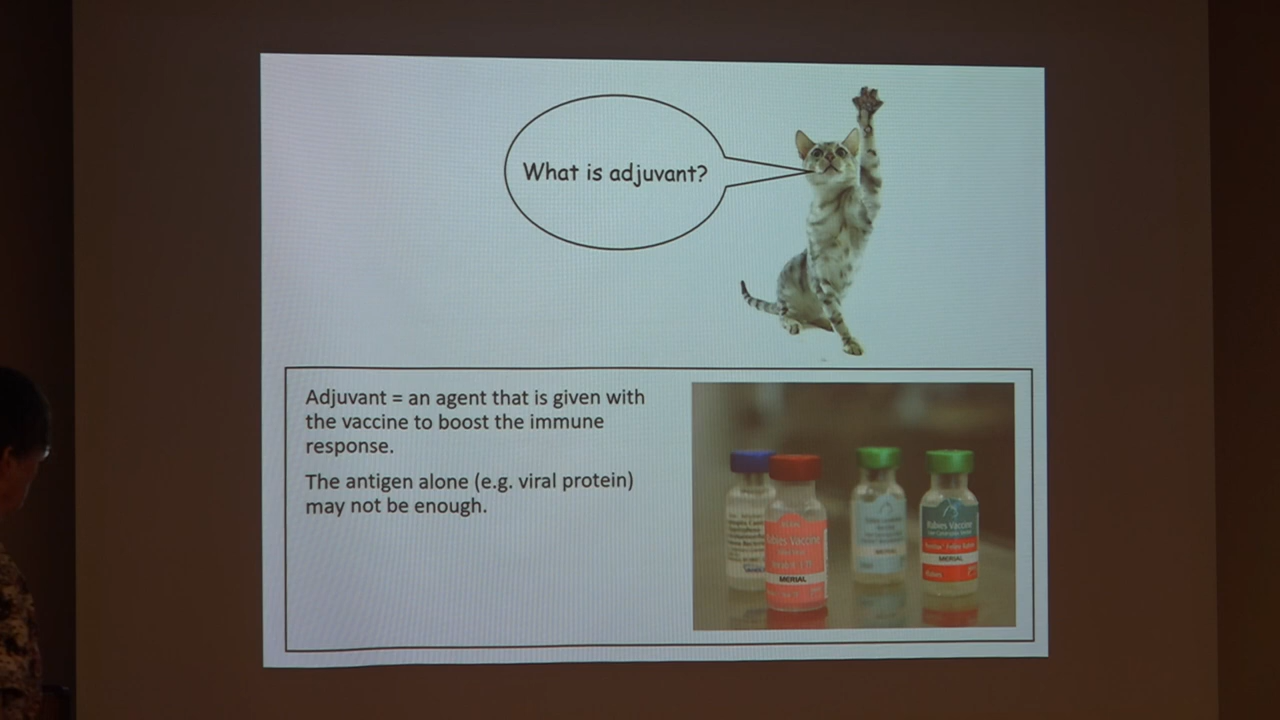 What is adjuvant?
Adjuvant = an agent that is given with
the vaccine to boost the immune
response.
The antigen alone (e.g. viral protein)
may not be enough.
Rabies Vaccine
MERIAL
MERIAL
Rabies Vaccine
MERIAL